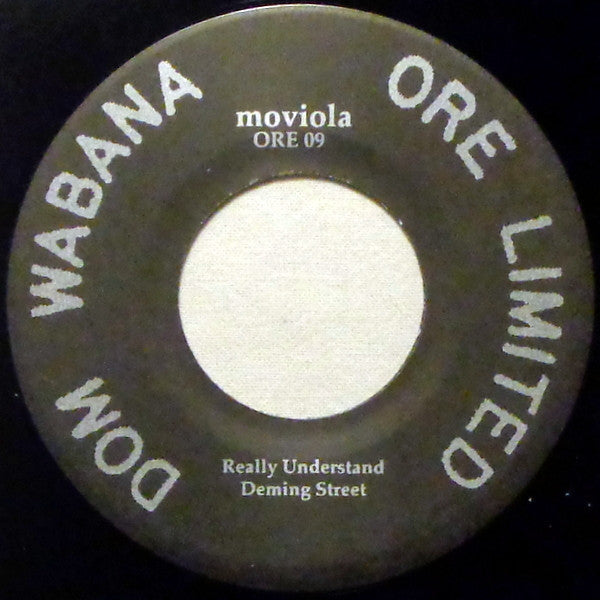 DOM WABANA ORE LIMITED
moviola
ORE 09
Really Understand
Deming Street